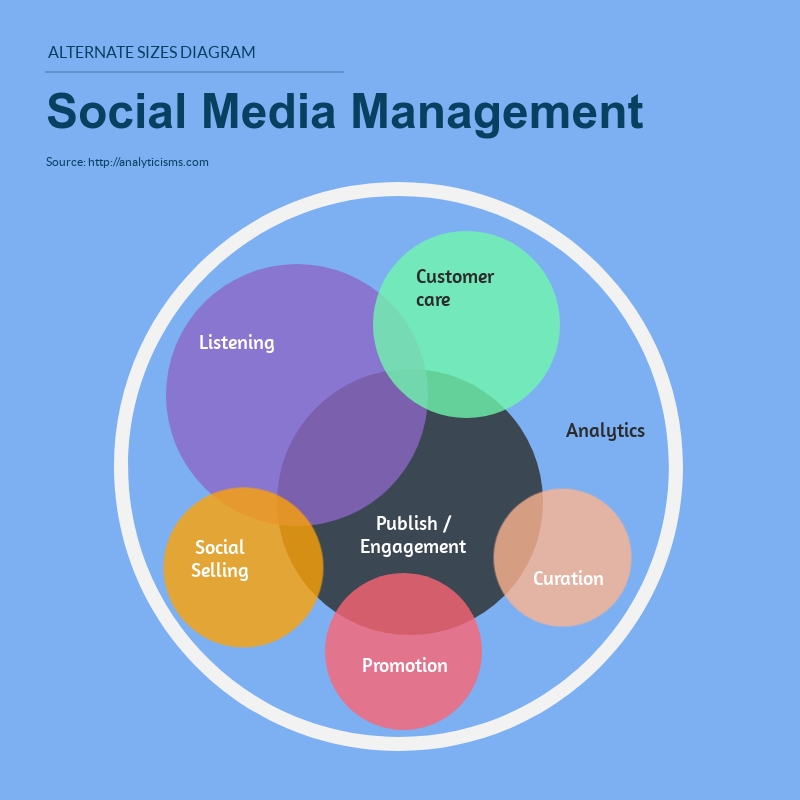 ALTERNATE SIZES DIAGRAM
Social Media Management
Source: http://analyticisms.com
Customer
care
Listening
Analytics
Publish /
Engagement
Social
Selling
Curation
Promotion